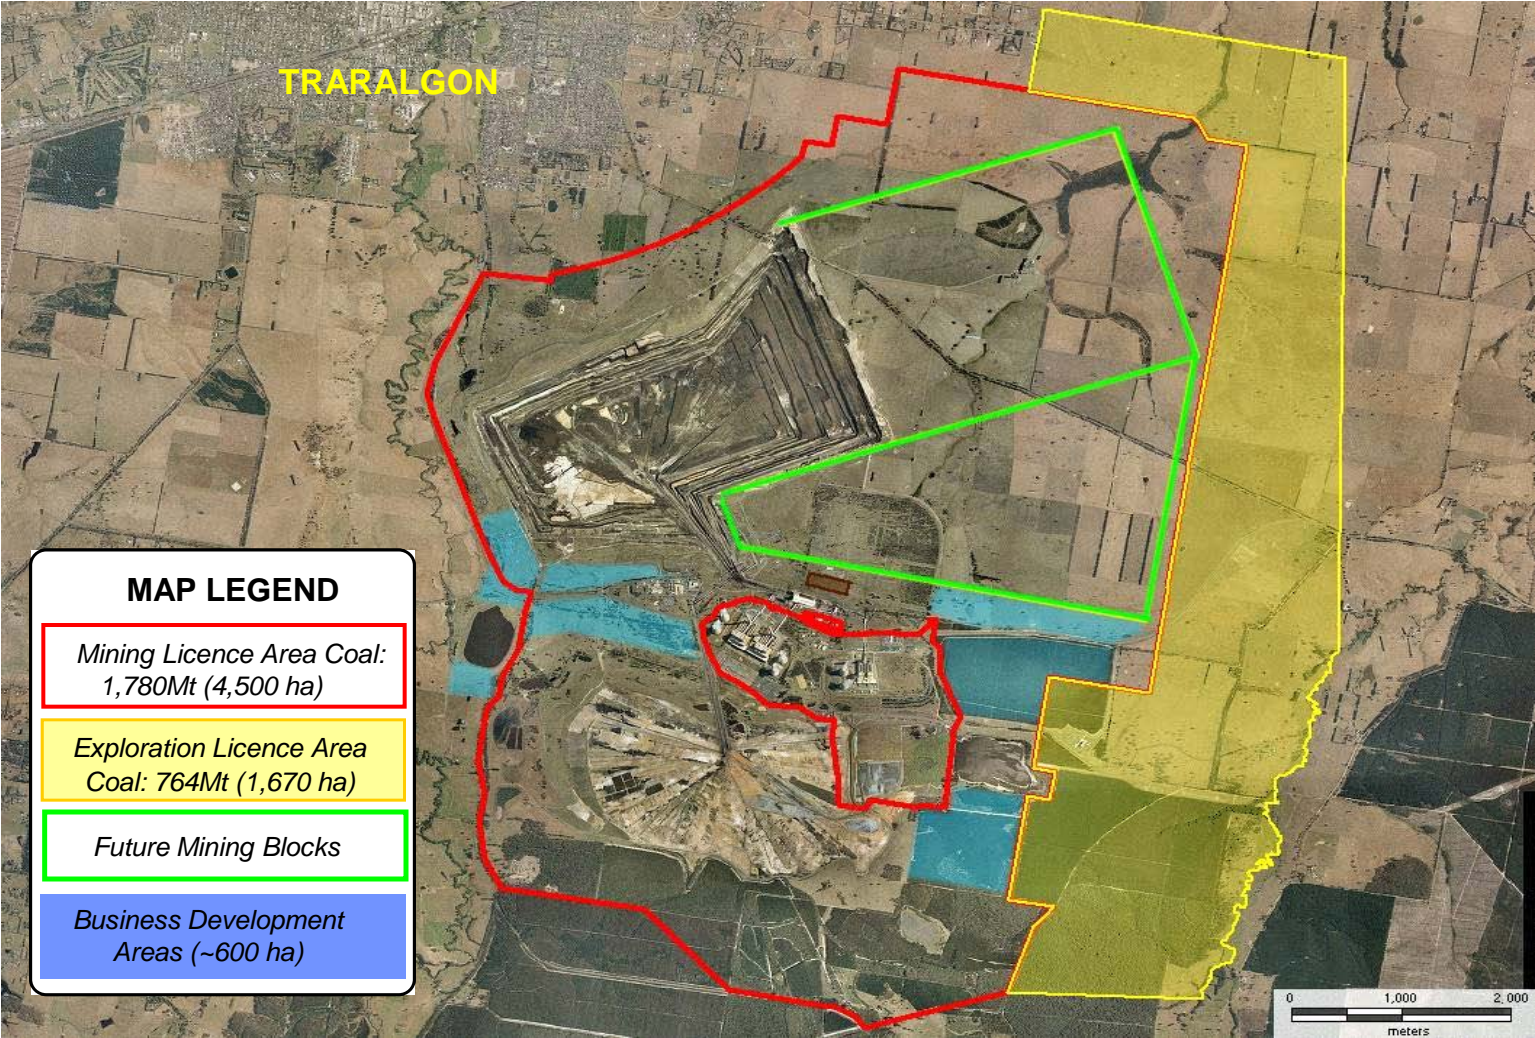 TRARALGON
MAP LEGEND
Mining Licence Area Coal:
1,780Mt (4,500 ha)
Exploration Licence Area
Coal: 764Mt (1,670 ha)
Future Mining Blocks
Business Development
Areas (~600 ha)
0 1,000 2,000
meters